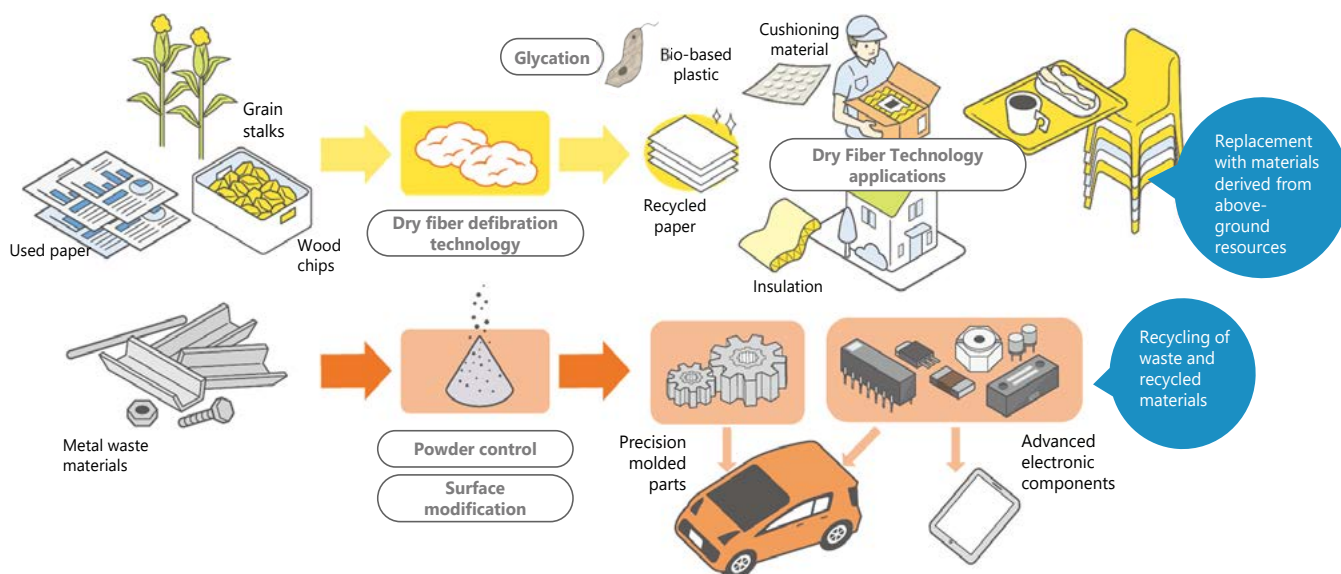 Grain
stalks
Used paper
Wood
chips
Dry fiber defibration
technology
Glycation
Bio-based
plastic
Recycled
paper
Cushioning
material
Dry Fiber Technology
applications
Insulation
Replacement
with materials
derived from
above-
ground
resources
Metal waste
materials
Powder control
Surface
modification
Precision
molded
parts
Advanced
electronic
components
Recycling of
waste and
recycled
materials